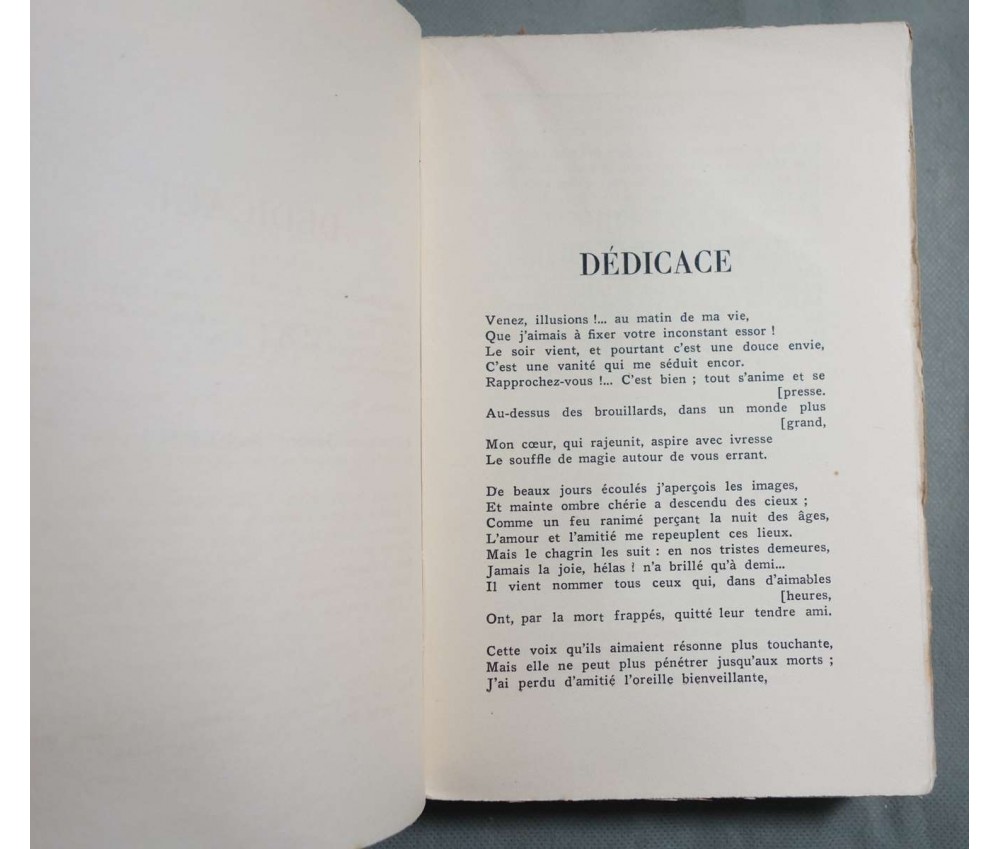 DÉDICACE
Venez, illusions !... au matin de ma vie,
Que j'aimais à fixer votre inconstant essor !
Le soir vient, et pourtant c'est une douce envie,
C'est une vanité qui me séduit encor.
Rapprochez-vous !... C'est bien ; tout s'anime et se
[presse.
Au-dessus des brouillards, dans un monde plus
[grand,
Mon cœur, qui rajeunit, aspire avec ivresse
Le souffle de magie autour de vous errant.
De beaux jours écoulés j'aperçois les images,
Et mainte ombre chérie a descendu des cieux ;
Comme un feu ranimé perçant la nuit des âges,
L'amour et l'amitié me repeuplent ces lieux.
Mais le chagrin les suit : en nos tristes demeures,
Jamais la joie, hélas ! n'a brillé qu'à demi...
Il vient nommer tous ceux qui, dans d'aimables
[heures,
Ont, par la mort frappés, quitté leur tendre ami.
Cette voix qu'ils aimaient résonne plus touchante,
Mais elle ne peut plus pénétrer jusqu'aux morts ;
J'ai perdu d'amitié l'oreille bienveillante,